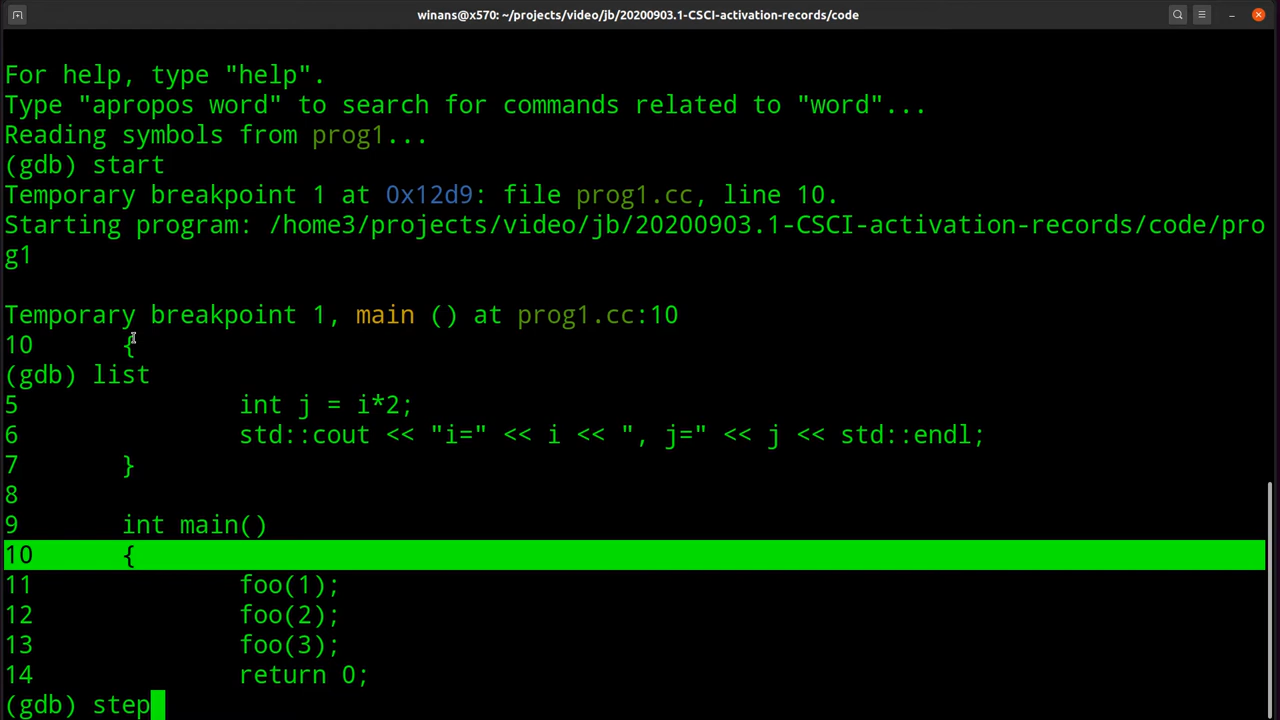 winans@x570: ~/projects/video/jb/20200903.1-CSCI-activation-records/code
For help, type "help".
Type "apropos word" to search for commands related to "word"...
Reading symbols from prog1...
(gdb) start
Temporary breakpoint 1 at 0x12d9: file prog1.cc, line 10.
Starting program: /home3/projects/video/jb/20200903.1-CSCI-activation-records/code/pro
g1
Temporary breakpoint 1, main () at prog1.cc:10
10 {
(gdb) list
5 int j = i*2;
6 std::cout << "i=" << i << ", j=" << j << std::endl;
7 }
8
9 int main()
10 {
11 foo(1);
12 foo(2);
13 foo(3);
14 return 0;
(gdb) step